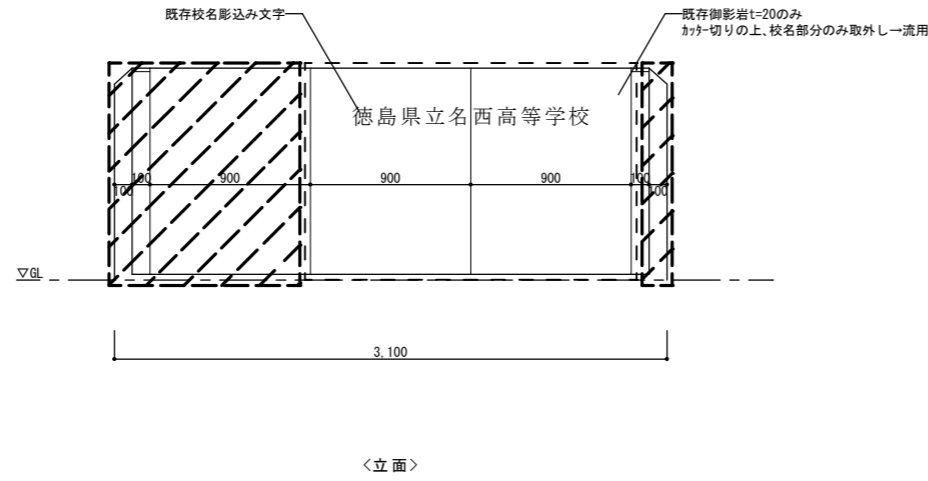 既存校名彫込み文字
既存御影岩t=20のみ
ｶｯﾀｰ切りの上、校名部分のみ取外し→流用
徳島県立名西高等学校
100
100
900
900
900
100
100
▽GL
3,100
〈立面〉